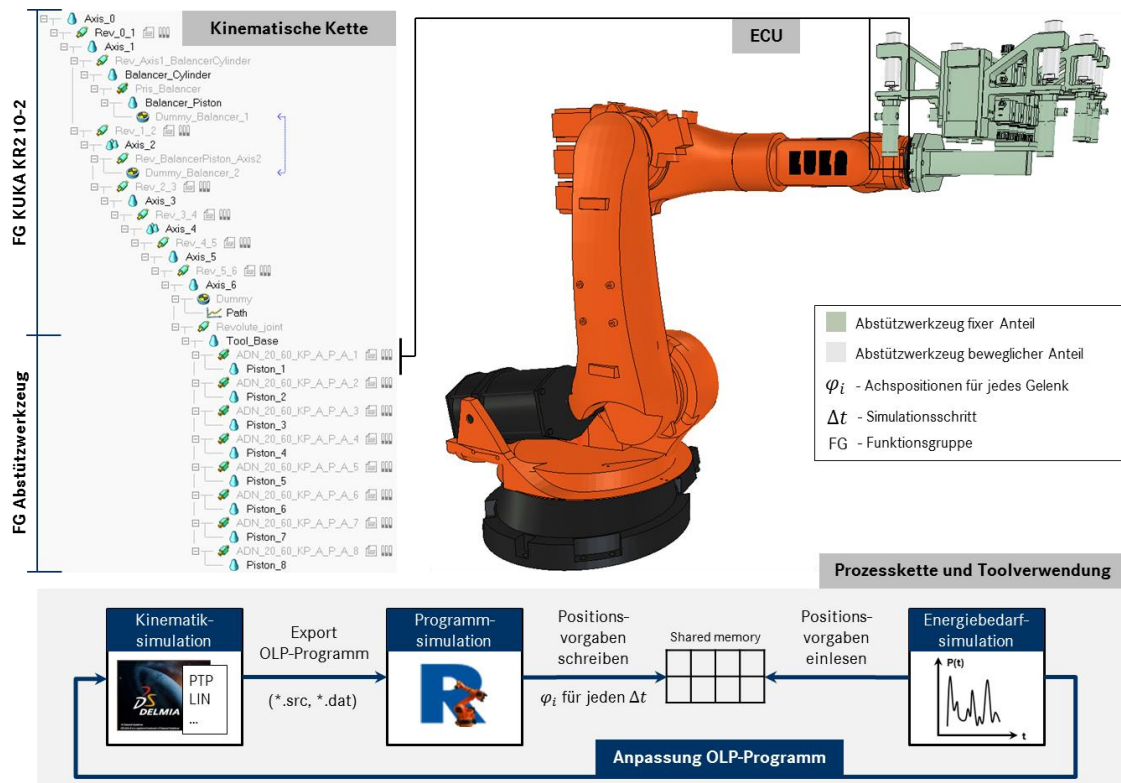 Kinematische Kette
FG KUKA KR210-2
Axis_0
Rev_0_1
Axis_1
Rev_Axis1_BalancerCylinder
Balancer_Cylinder
Pris_Balancer
Balancer_Piston
Dummy_Balancer_1
Rev_1_2
Axis_2
Rev_BalancerPiston_Axis2
Dummy_Balancer_2
Rev_2_3
Axis_3
Rev_3_4
Axis_4
Rev_4_5
Axis_5
Rev_5_6
Axis_6
Dummy
Path
Revolute_joint
FG Abstützwerkzeug
Tool_Base
ADN_20_60_KP_A_P_A_1
Piston_1
ADN_20_60_KP_A_P_A_2
Piston_2
ADN_20_60_KP_A_P_A_3
Piston_3
ADN_20_60_KP_A_P_A_4
Piston_4
ADN_20_60_KP_A_P_A_5
Piston_5
ADN_20_60_KP_A_P_A_6
Piston_6
ADN_20_60_KP_A_P_A_7
Piston_7
ADN_20_60_KP_A_P_A_8
Piston_8
ECU
KUKA
Abstützwerkzeug fixer Anteil
Abstützwerkzeug beweglicher Anteil
φi - Achspositionen für jedes Gelenk
Δt - Simulationsschritt
FG - Funktionsgruppe
Prozesskette und Toolverwendung
Kinematik-
simulation
DS
DELMIA
PTP
LIN
...
Export
OLP-Programm
(*.src, *.dat)
Programm-
simulation
R
Positions-
vorgaben
schreiben
φi für jeden Δt
Shared memory
Positions-
vorgaben
einlesen
Energiebedarf-
simulation
P(t)
t
Anpassung OLP-Programm